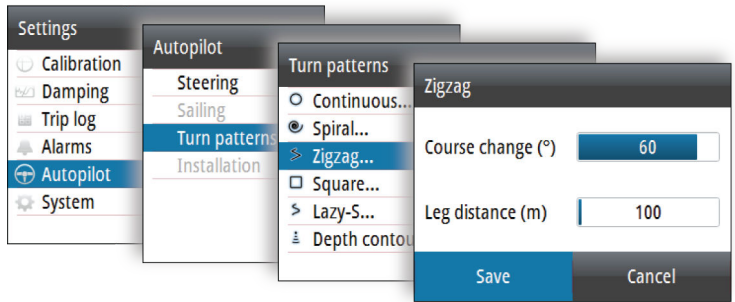 Settings
Calibration
Damping
Trip log
Alarms
Autopilot
System
Autopilot
Steering
Sailing
Turn patterns
Installation
Turn patterns
Continuous...
Spiral...
Zigzag...
Square...
Lazy-S...
Depth contou
Zigzag
Course change (°) 60
Leg distance (m) 100
Save Cancel